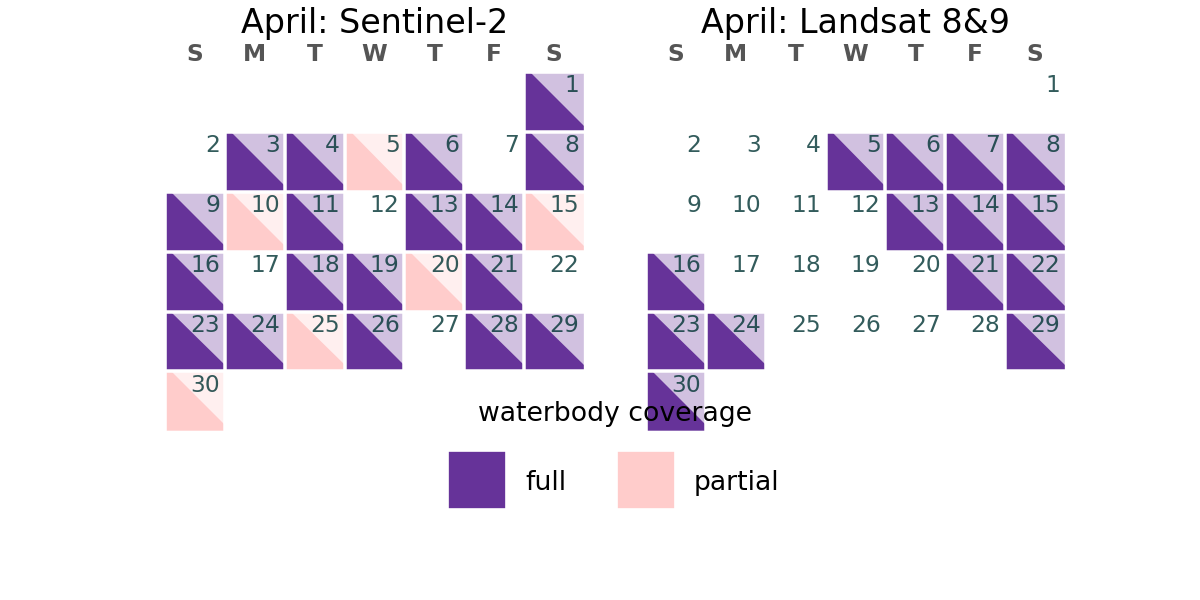 April: Sentinel-2
S M T W T F S
1
2 3 4 5 6 7 8
9 10 11 12 13 14 15
16 17 18 19 20 21 22
23 24 25 26 27 28 29
30
April: Landsat 8&9
S M T W T F S
1
2 3 4 5 6 7 8
9 10 11 12 13 14 15
16 17 18 19 20 21 22
23 24 25 26 27 28 29
30
waterbody coverage
full partial